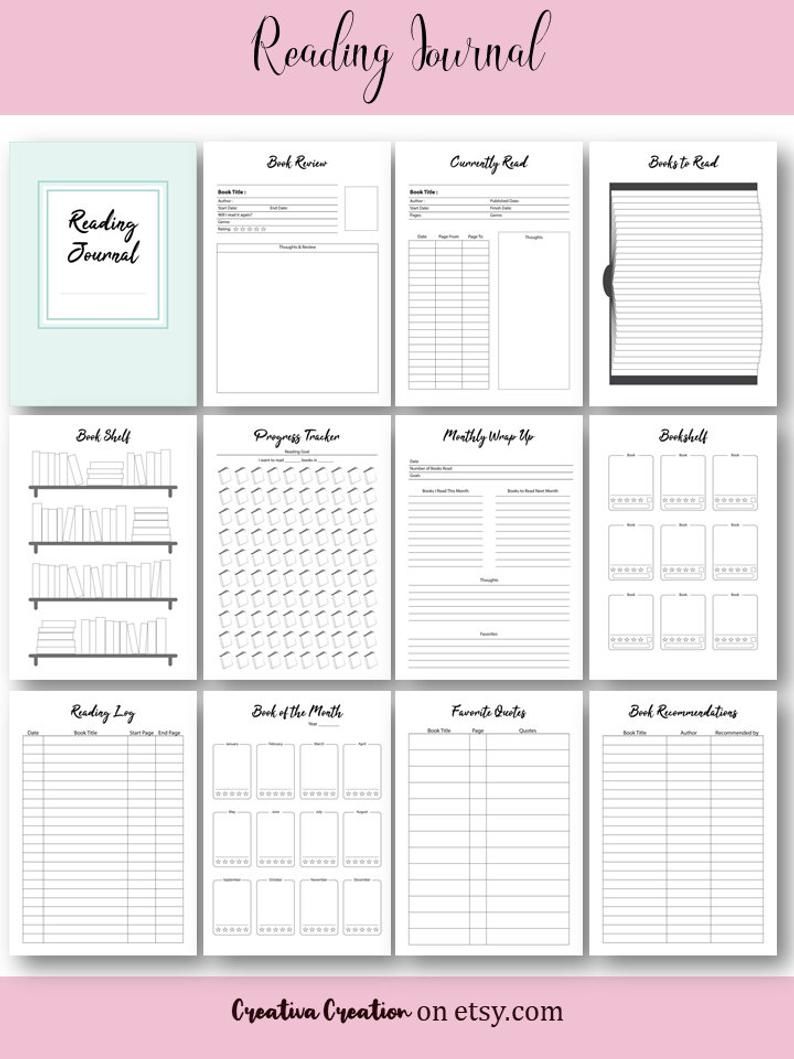 Reading Journal
Reading
Journal
Book Review
Book Title :
Author :
Start Date: End Date:
Will I read it again?
Genre:
Rating:
Thoughts & Review
Currently Read
Book Title :
Author : Published Date:
Start Date: Finish Date:
Pages: Genre:
Date Page From Page To Thoughts
Books to Read
Book Shelf
Progress Tracker
Reading Goal
I want to read ______ books in ______
Monthly Wrap Up
Date
Number of Books Read
Goals
Books I Read This Month Books to Read Next Month
Thoughts
Favorites
Bookshelf
Book Book Book
Book Book Book
Book Book Book
Reading Log
Date Book Title Start Page End Page
Book of the Month
Year ______
January February March April
May June July August
September October November December
Favorite Quotes
Book Title Page Quotes
Book Recommendations
Book Title Author Recommended by
Creativa Creation on etsy.com